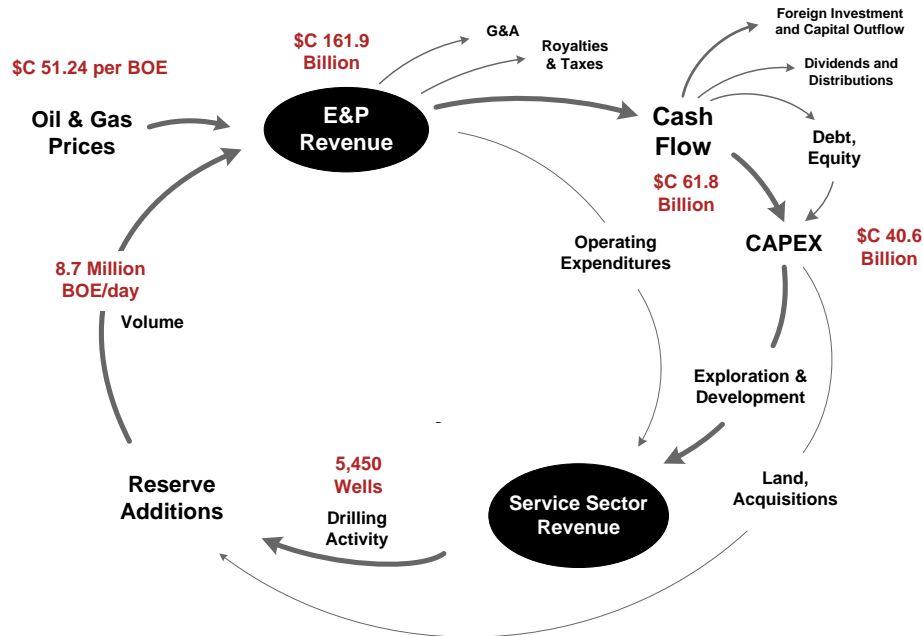 Foreign Investment
and Capital Outflow
G&A
$C 161.9
Billion
Royalties
& Taxes
$C 51.24 per BOE
Dividends and
Distributions
E&P
Revenue
Oil & Gas
Prices
Cash
Flow
Debt,
Equity
$C 61.8
Billion
CAPEX
$C 40.6
Billion
Operating
Expenditures
8.7 Million
BOE/day
Volume
Exploration &
Development
5,450
Wells
Reserve
Additions
Drilling
Activity
Service Sector
Revenue
Land,
Acquisitions